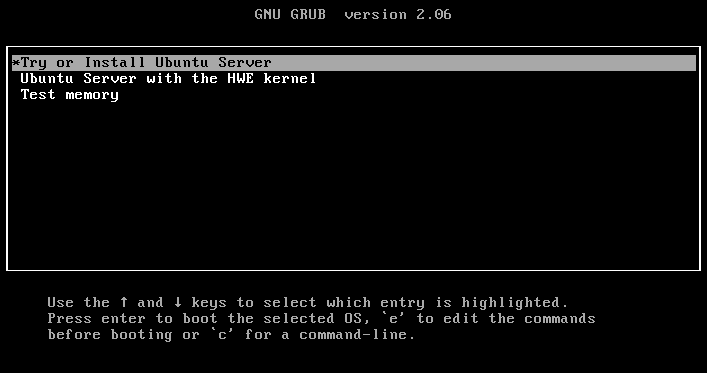 GNU GRUB  version 2.06
*Try or Install Ubuntu Server
Ubuntu Server with the HWE kernel
Test memory
Use the ↑ and ↓ keys to select which entry is highlighted.
Press enter to boot the selected OS, `e' to edit the commands
before booting or `c' for a command-line.